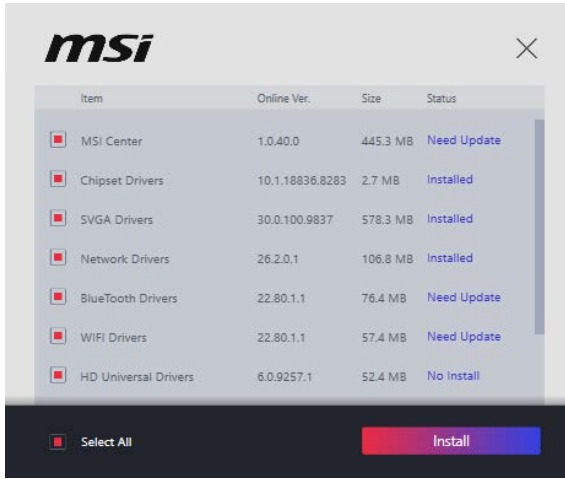 msi
Item Online Ver. Size Status
MSI Center 1.0.40.0 445.3 MB Need Update
Chipset Drivers 10.1.18836.8283 2.7 MB Installed
SVGA Drivers 30.0.100.9837 578.3 MB Installed
Network Drivers 26.2.0.1 106.8 MB Installed
BlueTooth Drivers 22.80.1.1 76.4 MB Need Update
WIFI Drivers 22.80.1.1 57.4 MB Need Update
HD Universal Drivers 6.0.9257.1 52.4 MB No Install
Select All Install